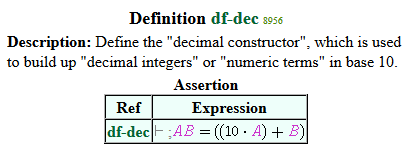 Definition df-dec 8956
Description: Define the "decimal constructor", which is used
to build up "decimal integers" or "numeric terms" in base 10.
Assertion
Ref Expression
df-dec ⊢ ;AB = ((10 · A) + B)